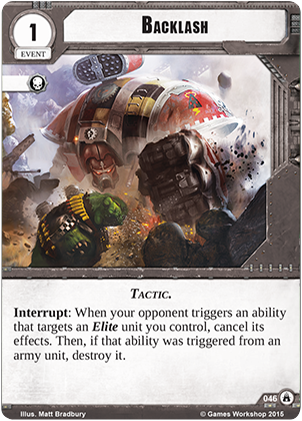 Backlash
1
EVENT
Tactic.
Interrupt: When your opponent triggers an ability
that targets an Elite unit you control, cancel its
effects. Then, if that ability was triggered from an
army unit, destroy it.
046
Illus. Matt Bradbury
© Games Workshop 2015